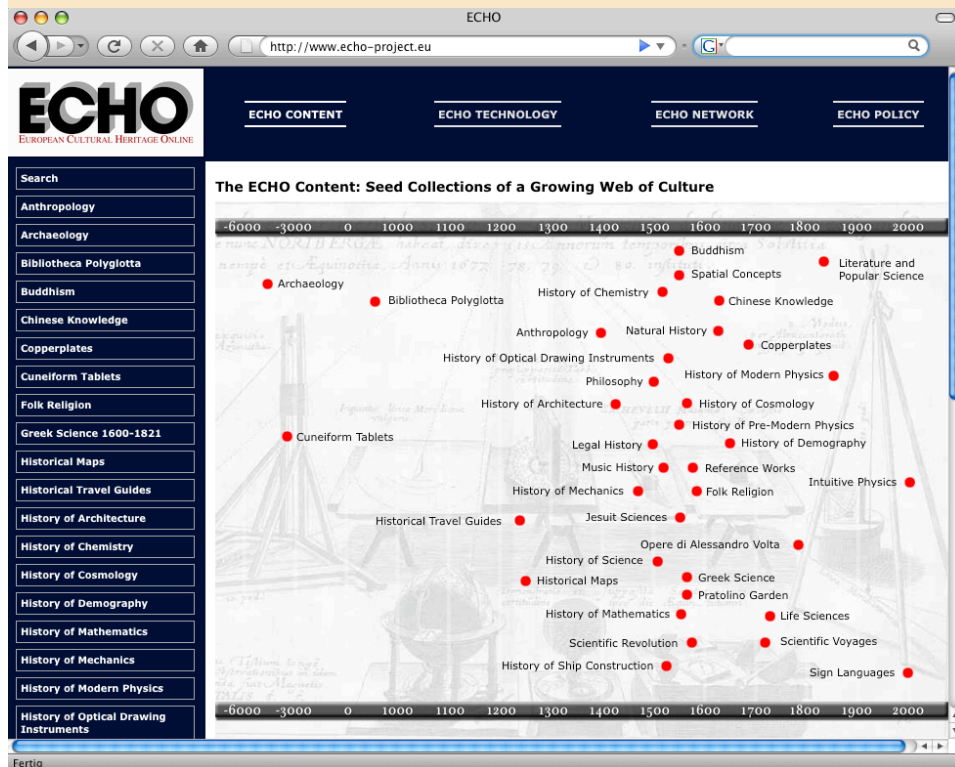 ECHO
http://www.echo-project.eu
G
ECHO
EUROPEAN CULTURAL HERITAGE ONLINE
ECHO CONTENT
ECHO TECHNOLOGY
ECHO NETWORK
ECHO POLICY
Search
Anthropology
Archaeology
Bibliotheca Polyglotta
Buddhism
Chinese Knowledge
Copperplates
Cuneiform Tablets
Folk Religion
Greek Science 1600-1821
Historical Maps
Historical Travel Guides
History of Architecture
History of Chemistry
History of Cosmology
History of Demography
History of Mathematics
History of Mechanics
History of Modern Physics
History of Optical Drawing
Instruments
The ECHO Content: Seed Collections of a Growing Web of Culture
-6000 -3000 0 1000 1100 1200 1300 1400 1500 1600 1700 1800 1900 2000
Buddhism
Literature and
Popular Science
Spatial Concepts
Archaeology
History of Chemistry
Bibliotheca Polyglotta
Chinese Knowledge
Anthropology
Natural History
Copperplates
History of Optical Drawing Instruments
Philosophy
History of Modern Physics
History of Architecture
History of Cosmology
History of Pre-Modern Physics
Cuneiform Tablets
Legal History
History of Demography
Music History
Reference Works
Intuitive Physics
History of Mechanics
Folk Religion
Historical Travel Guides
Jesuit Sciences
Opere di Alessandro Volta
History of Science
Historical Maps
Greek Science
Pratolino Garden
History of Mathematics
Life Sciences
Scientific Revolution
Scientific Voyages
History of Ship Construction
Sign Languages
-6000 -3000 0 1000 1100 1200 1300 1400 1500 1600 1700 1800 1900 2000
Fertig